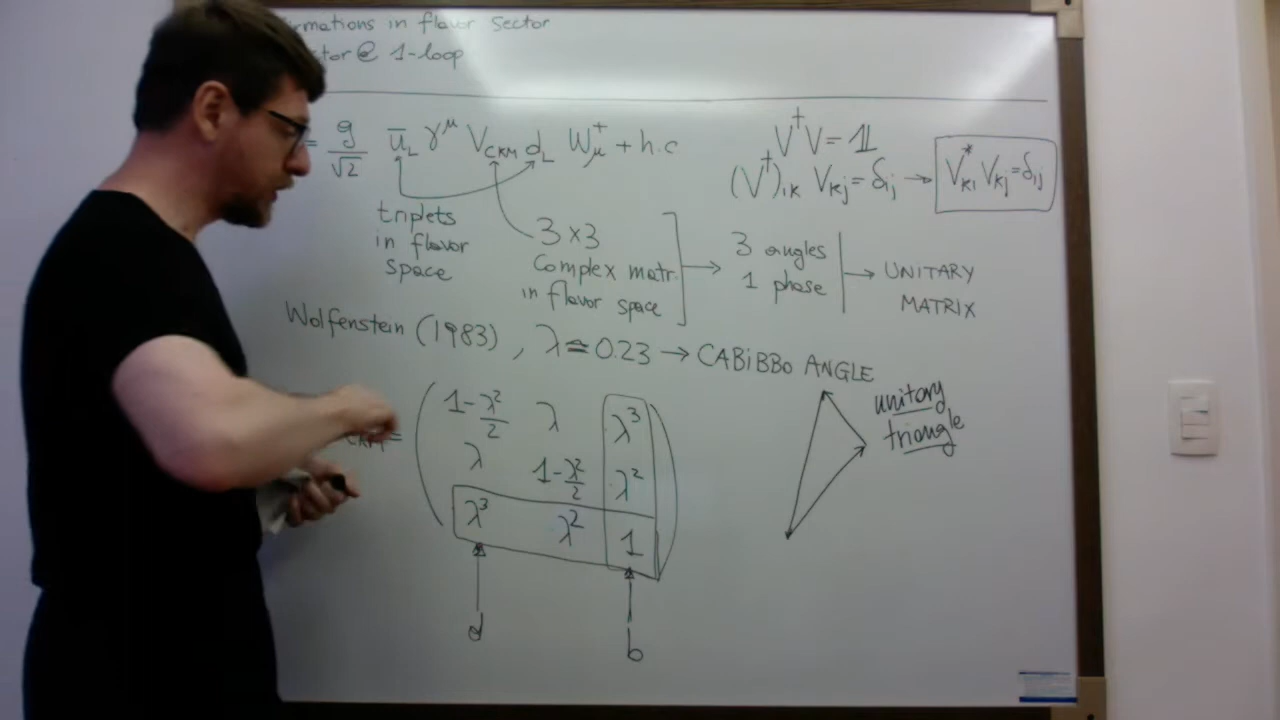 rmations in flavor sector
tor @ 1-loop
= g/√2 ū_L γ^μ V_CKM d_L W_μ^+ + h.c
V†V = 𝟙
(V†)_ik V_kj = δ_ij → V*_ki V_kj = δ_ij
triplets
in flavor
space
3×3
Complex matr.
in flavor space
3 angles
1 phase
→ UNITARY
MATRIX
Wolfenstein (1983), λ ≃ 0.23 → CABiBBO ANGLE
CKM =
1-λ²/2 λ λ³
λ 1-λ²/2 λ²
λ³ λ² 1
d
b
unitary
triangle